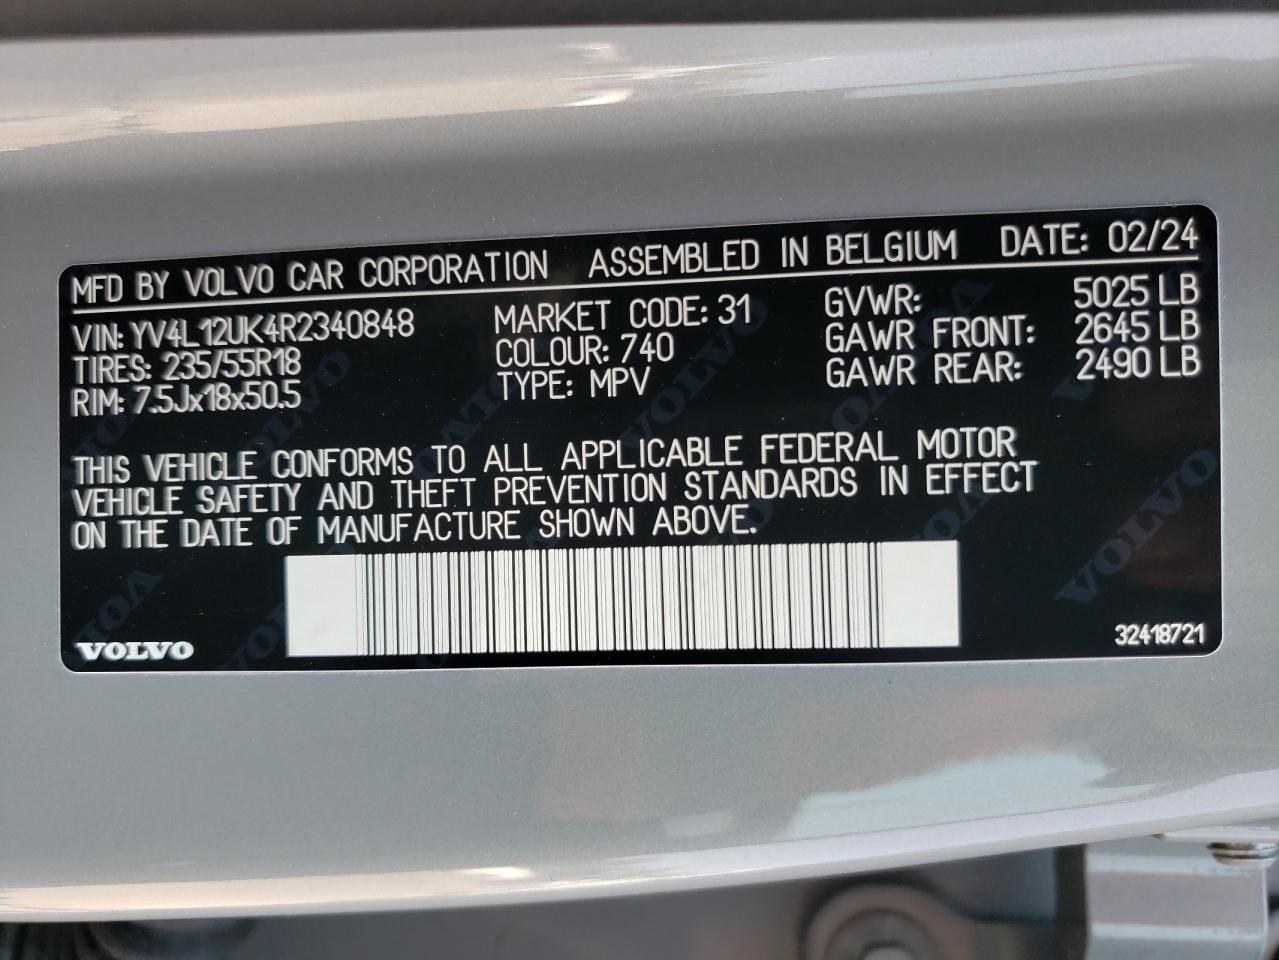 MFD BY VOLVO CAR CORPORATION ASSEMBLED IN BELGIUM DATE: 02/24
VIN: YV4L12UK4R2340848 MARKET CODE: 31 GVWR: 5025 LB
TIRES: 235/55R18 COLOUR: 740 GAWR FRONT: 2645 LB
RIM: 7.5Jx18x50.5 TYPE: MPV GAWR REAR: 2490 LB
THIS VEHICLE CONFORMS TO ALL APPLICABLE FEDERAL MOTOR
VEHICLE SAFETY AND THEFT PREVENTION STANDARDS IN EFFECT
ON THE DATE OF MANUFACTURE SHOWN ABOVE.
VOLVO 32418721